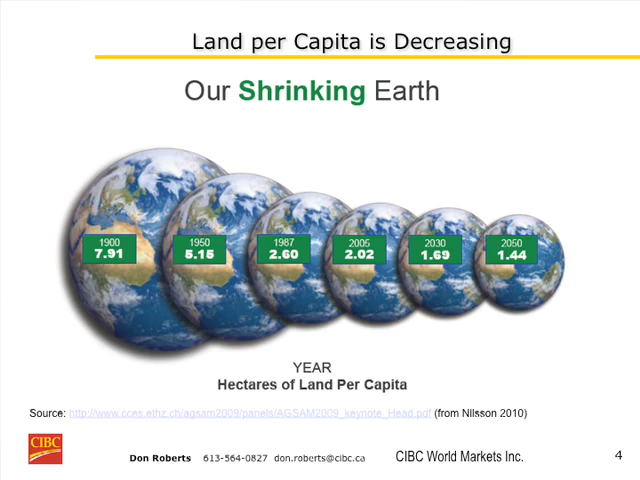 Land per Capita is Decreasing
Our Shrinking Earth
1900
7.91
1950
5.15
1987
2.60
2005
2.02
2030
1.69
2050
1.44
YEAR
Hectares of Land Per Capita
Source: http://www.cces.ethz.ch/agsam2009/panels/AGSAM2009_keynote_Head.pdf (from Nilsson 2010)
CIBC
Don Roberts 613-564-0827 don.roberts@cibc.ca CIBC World Markets Inc. 4